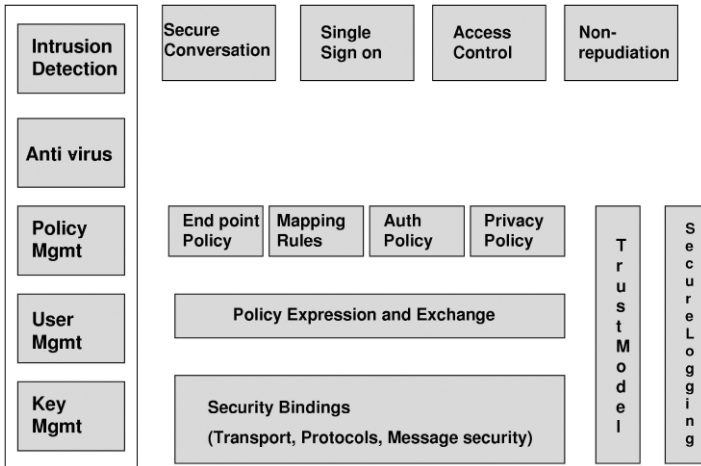 Intrusion
Detection
Anti virus
Policy
Mgmt
User
Mgmt
Key
Mgmt
Secure
Conversation
Single
Sign on
Access
Control
Non-
repudiation
End point
Policy
Mapping
Rules
Auth
Policy
Privacy
Policy
Policy Expression and Exchange
Security Bindings
(Transport, Protocols, Message security)
TrustModel
SecureLogging